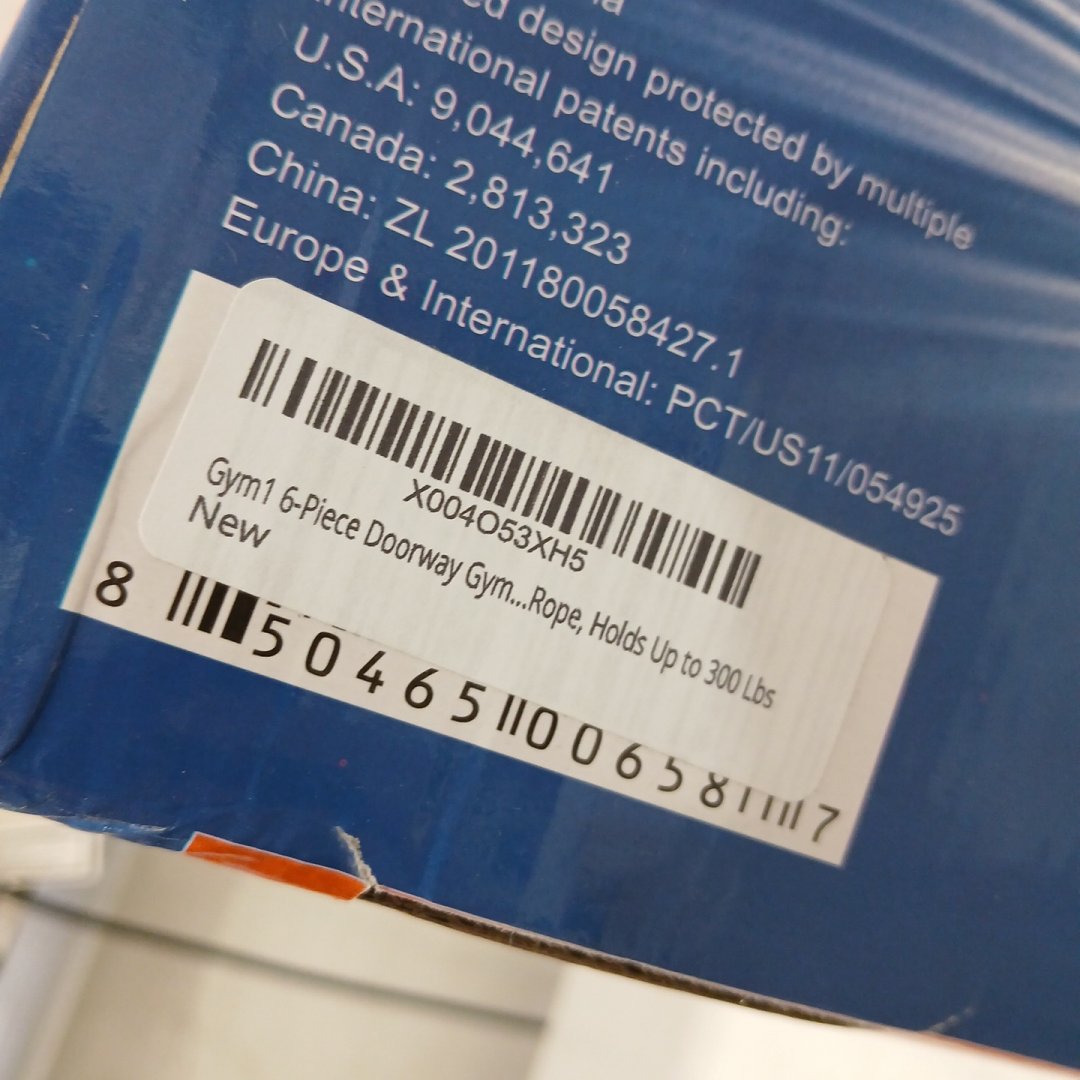 design protected by multiple
International patents including:
U.S.A: 9,044,641
Canada: 2,813,323
China: ZL 201180058427.1
Europe & International: PCT/US11/054925
X004O53XH5
Gym1 6-Piece Doorway Gym...Rope, Holds Up to 300 Lbs
New
8 50465 00658 7